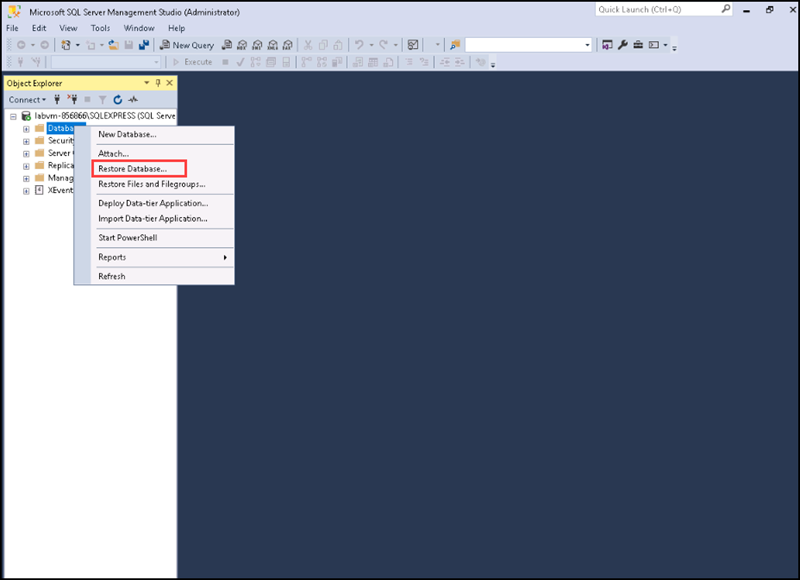 Microsoft SQL Server Management Studio (Administrator)
Quick Launch (Ctrl+Q)
File Edit View Tools Window Help
New Query
Execute
Object Explorer
Connect
labvm-856866\SQLEXPRESS (SQL Serve
Databa
Security
Server
Replica
Manag
XEvent
New Database...
Attach...
Restore Database...
Restore Files and Filegroups...
Deploy Data-tier Application...
Import Data-tier Application...
Start PowerShell
Reports
Refresh